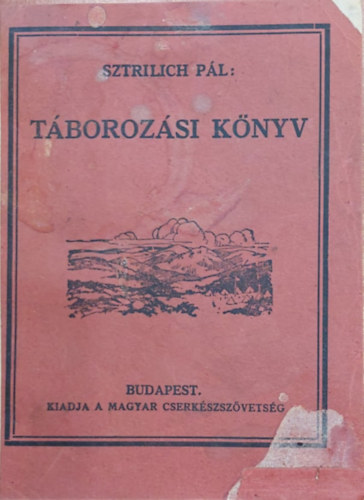 SZTRILICH PÁL:
TÁBOROZÁSI KÖNYV
BUDAPEST.
KIADJA A MAGYAR CSERKÉSZSZÖVETSÉG